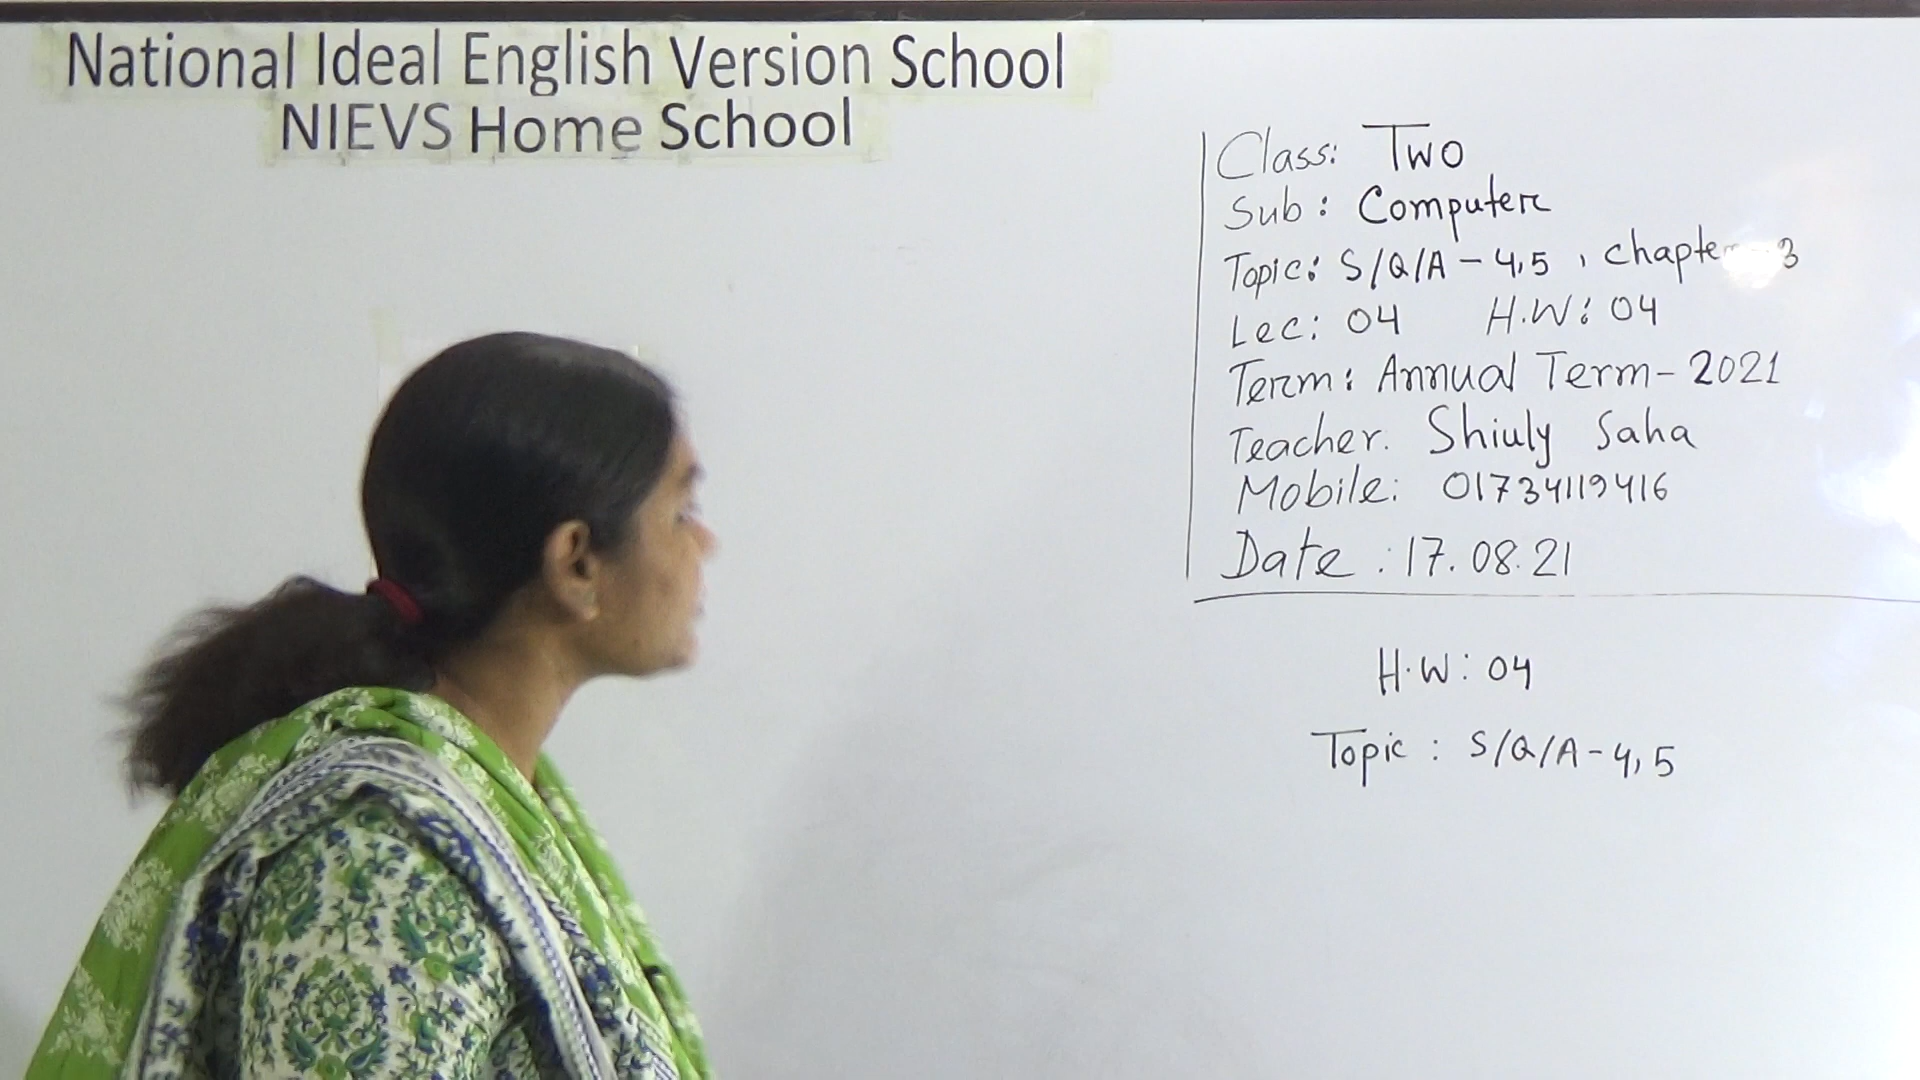 National Ideal English Version School
NIEVS Home School
Class: Two
Sub: Computer
Topic: S/Q/A - 4,5, chapter 3
Lec: 04 H.W: 04
Term: Annual Term - 2021
Teacher. Shiuly Saha
Mobile: 01734119416
Date: 17.08.21
H.W: 04
Topic: S/Q/A - 4,5